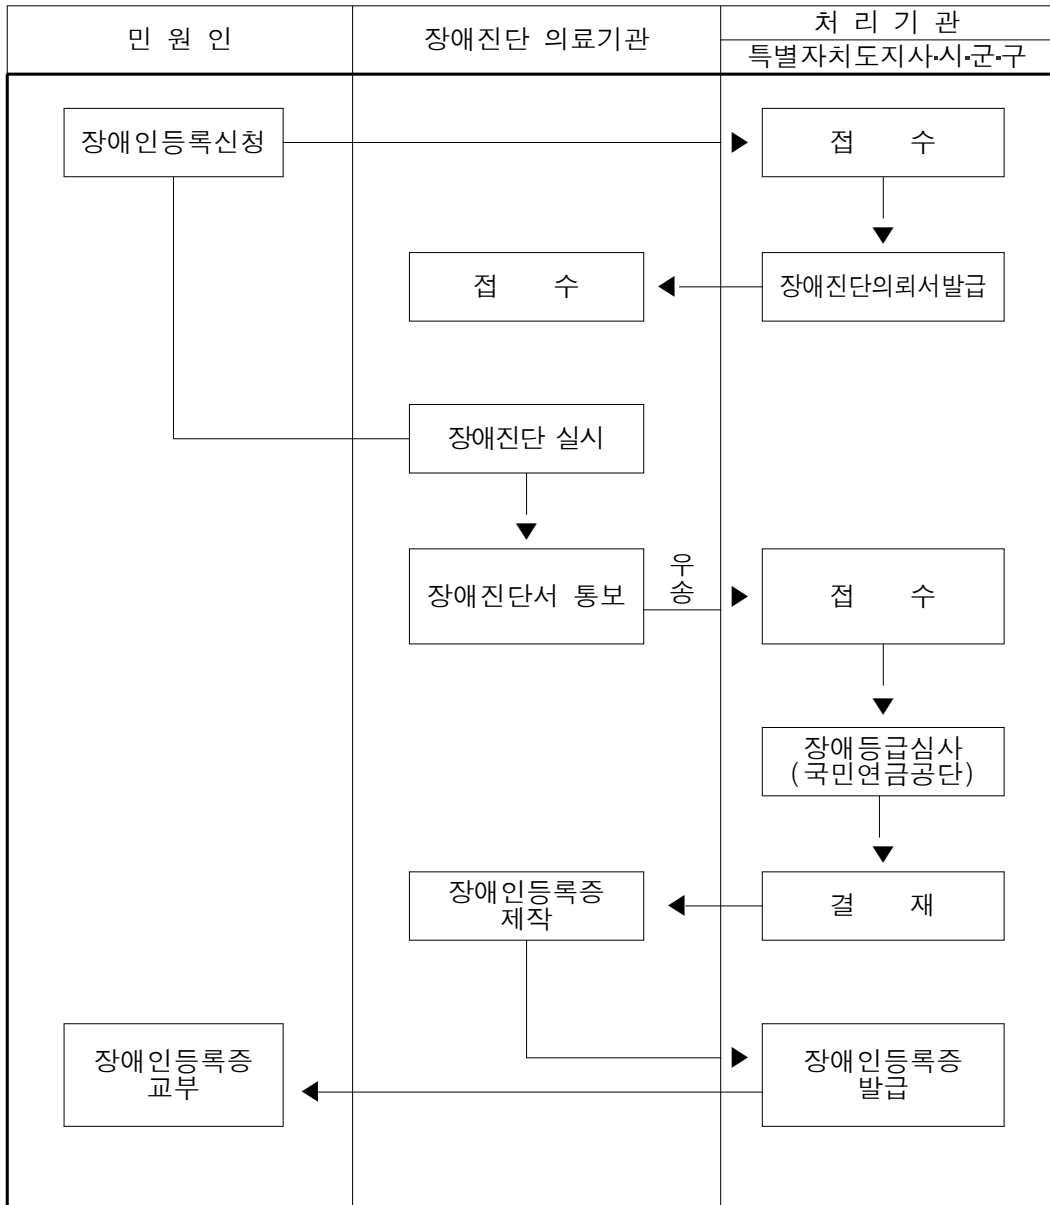 민 원 인
장애진단 의료기관
처 리 기 관
특별자치도지사·시·군·구
장애인등록신청
접 수
접 수
장애진단의뢰서발급
장애진단 실시
장애진단서 통보
우
송
접 수
장애등급심사
(국민연금공단)
장애인등록증
제작
결 재
장애인등록증
교부
장애인등록증
발급